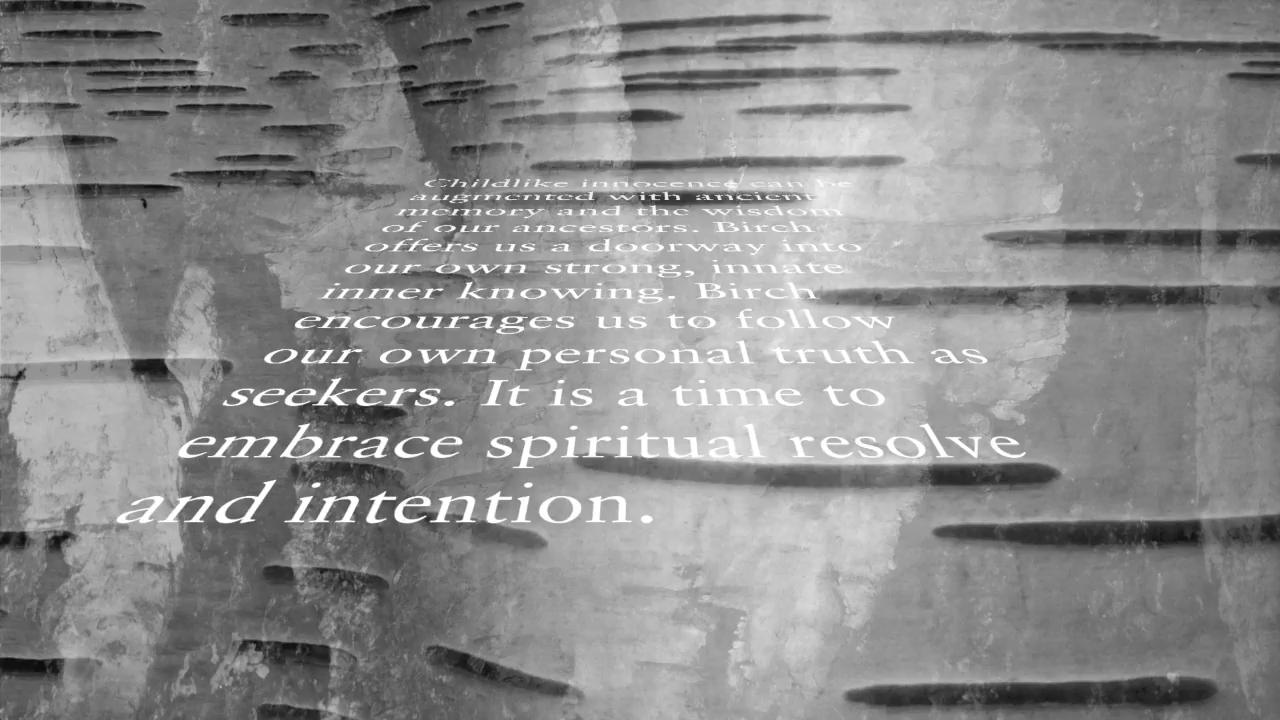 Childlike innocence can be
augmented with ancient
memory and the wisdom
of our ancestors. Birch
offers us a doorway into
our own strong, innate
inner knowing. Birch
encourages us to follow
our own personal truth as
seekers. It is a time to
embrace spiritual resolve
and intention.